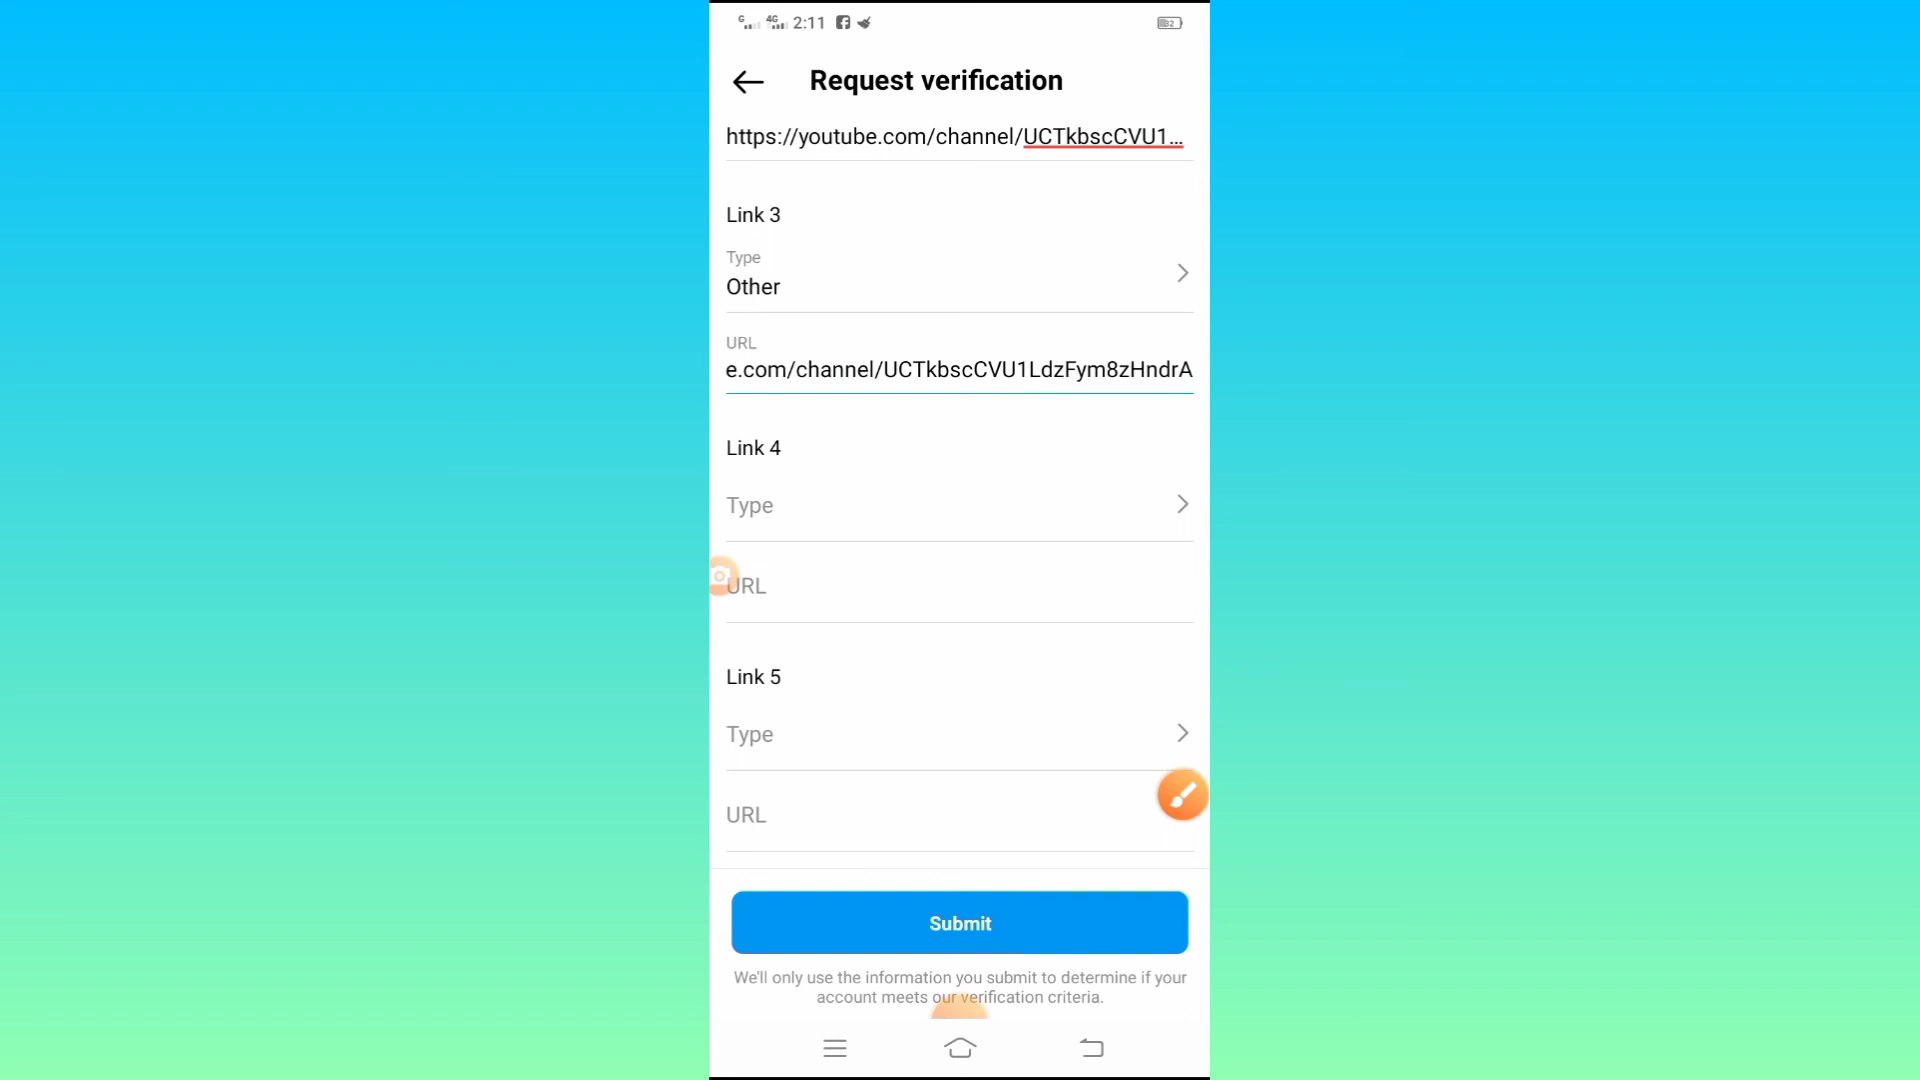 G 4G 2:11 32
Request verification
https://youtube.com/channel/UCTkbscCVU1...
Link 3
Type
Other
URL
e.com/channel/UCTkbscCVU1LdzFym8zHndrA
Link 4
Type
URL
Link 5
Type
URL
Submit
We'll only use the information you submit to determine if your
account meets our verification criteria.